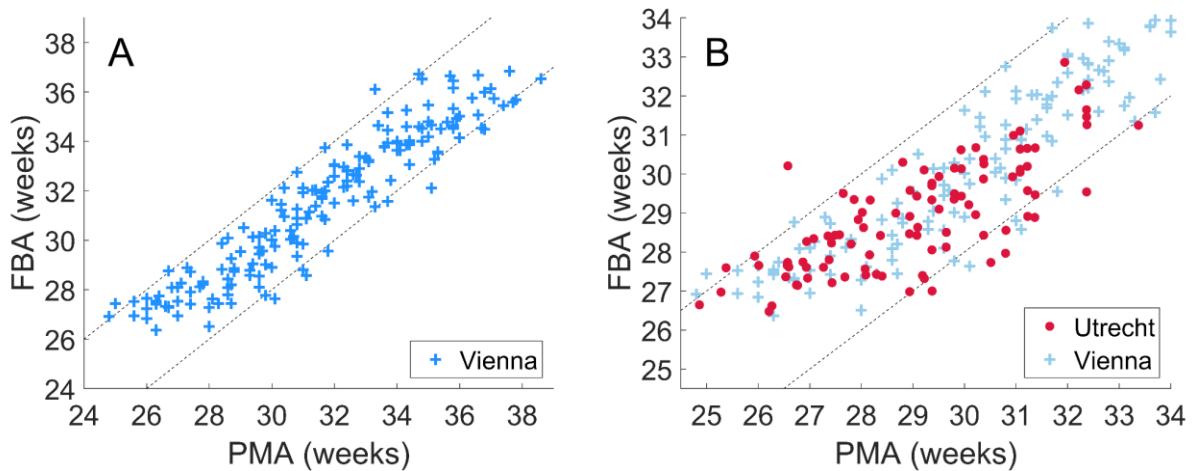 A
FBA (weeks)
38
36
34
32
30
28
26
24
24 26 28 30 32 34 36 38
PMA (weeks)
Vienna
B
FBA (weeks)
34
33
32
31
30
29
28
27
26
25
25 26 27 28 29 30 31 32 33 34
PMA (weeks)
Utrecht
Vienna